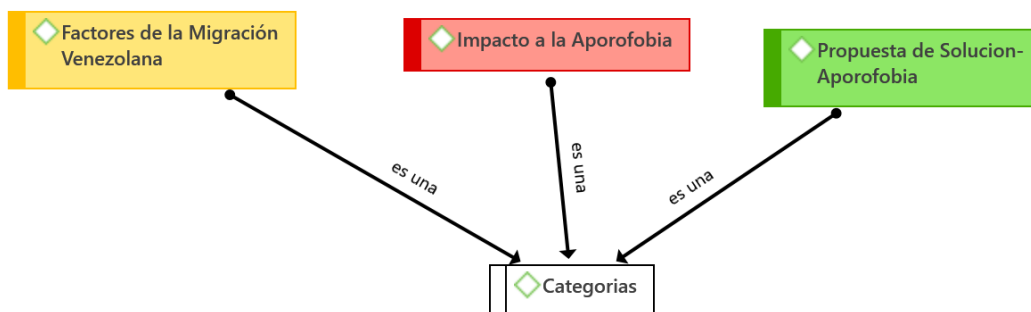 Factores de la Migración
Venezolana
Impacto a la Aporofobia
Propuesta de Solucion-
Aporofobia
es una
es una
es una
Categorias